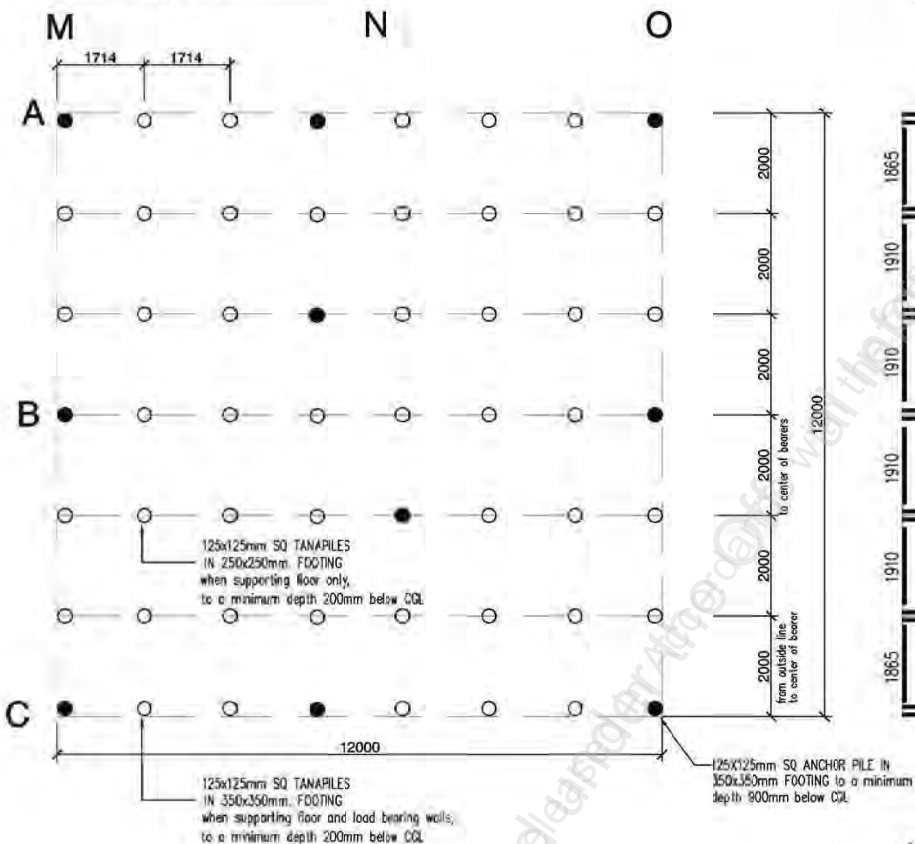 M
N
O
1714
1714
A
2000
1865
2000
1910
2000
1910
B
12000
2000
to center of bearers
1910
125x125mm SQ TANAPILES
IN 250x250mm. FOOTING
when supporting floor only,
to a minimum depth 200mm below CGL
2000
1910
2000
from outside line
to center of bearer
1865
C
12000
125X125mm SQ ANCHOR PILE IN
350x350mm FOOTING to a minimum
depth 900mm below CGL
125x125mm SQ TANAPILES
IN 350x350mm. FOOTING
when supporting floor and load bearing walls,
to a minimum depth 200mm below CGL